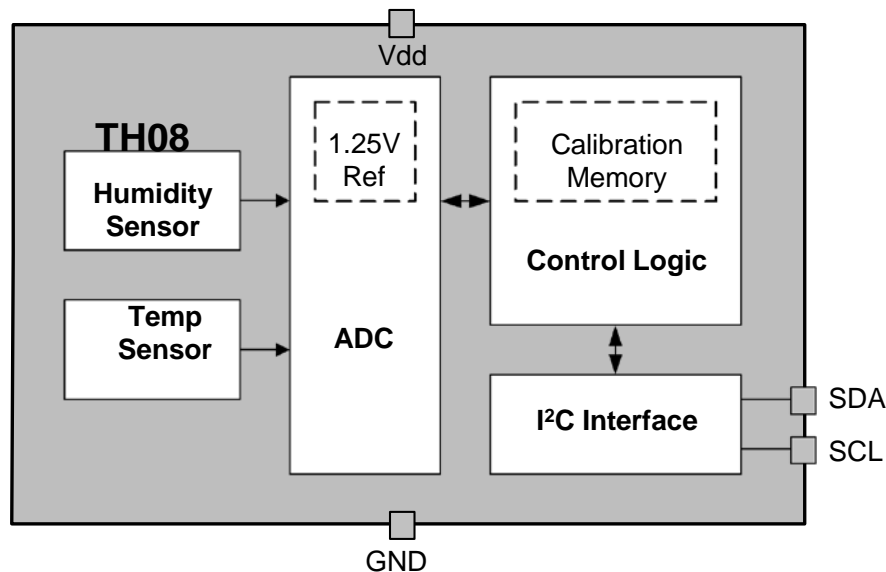 Vdd
TH08
Humidity
Sensor
Temp
Sensor
1.25V
Ref
ADC
Calibration
Memory
Control Logic
I²C Interface
SDA
SCL
GND